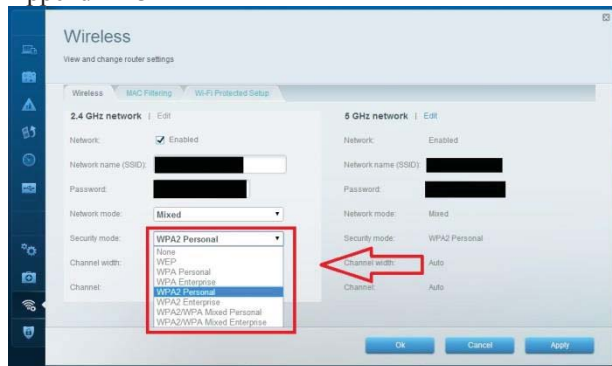 Wireless
View and change router settings
Wireless MAC Filtering Wi-Fi Protected Setup
2.4 GHz network | Edit
Network: Enabled
Network name (SSID):
Password:
Network mode: Mixed
Security mode: WPA2 Personal
None
WEP
WPA Personal
WPA Enterprise
WPA2 Personal
WPA2 Enterprise
WPA2/WPA Mixed Personal
WPA2/WPA Mixed Enterprise
Channel width:
Channel:
5 GHz network | Edit
Network: Enabled
Network name (SSID):
Password:
Network mode: Mixed
Security mode: WPA2 Personal
Channel width: Auto
Channel: Auto
Ok Cancel Apply